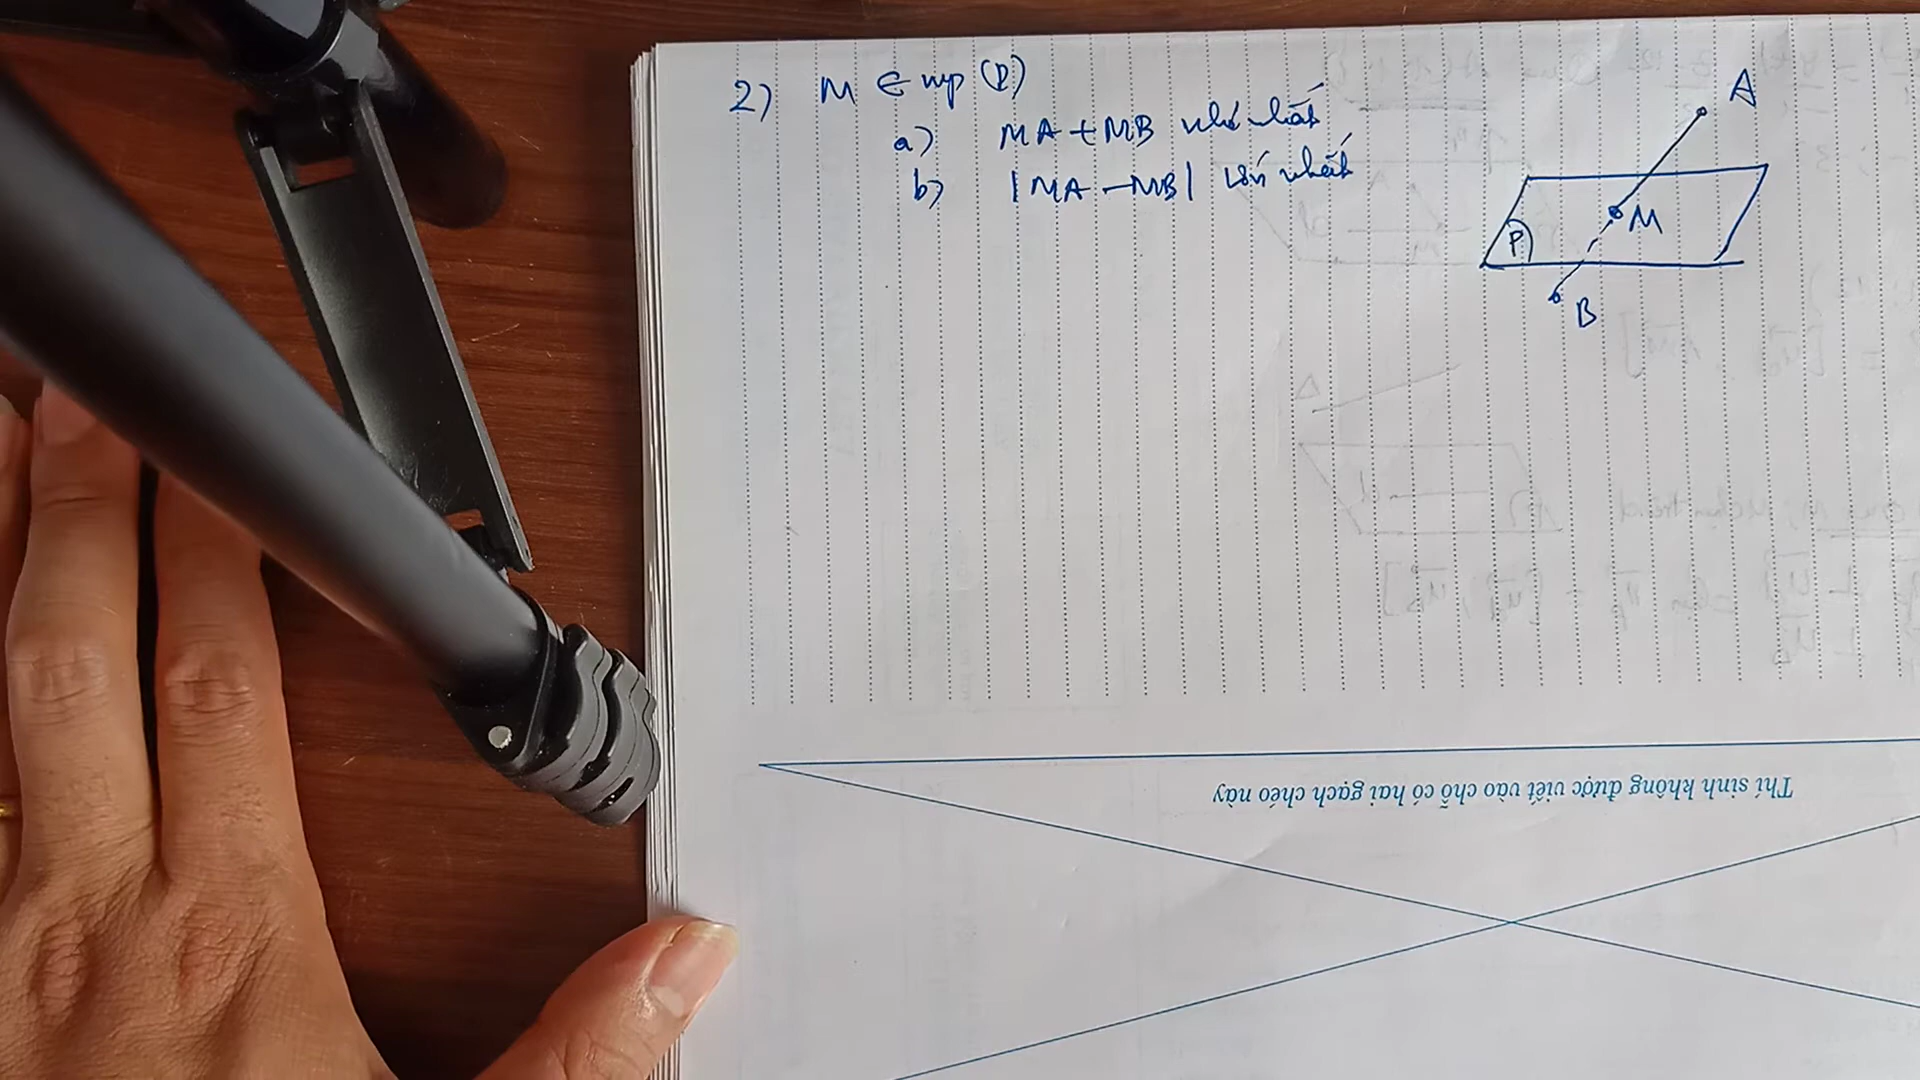 2) M ∈ mp (P)
a) MA + MB nhỏ nhất
b) |MA - MB| lớn nhất
A
M
P
B
Thí sinh không được viết vào chỗ có hai gạch chéo này